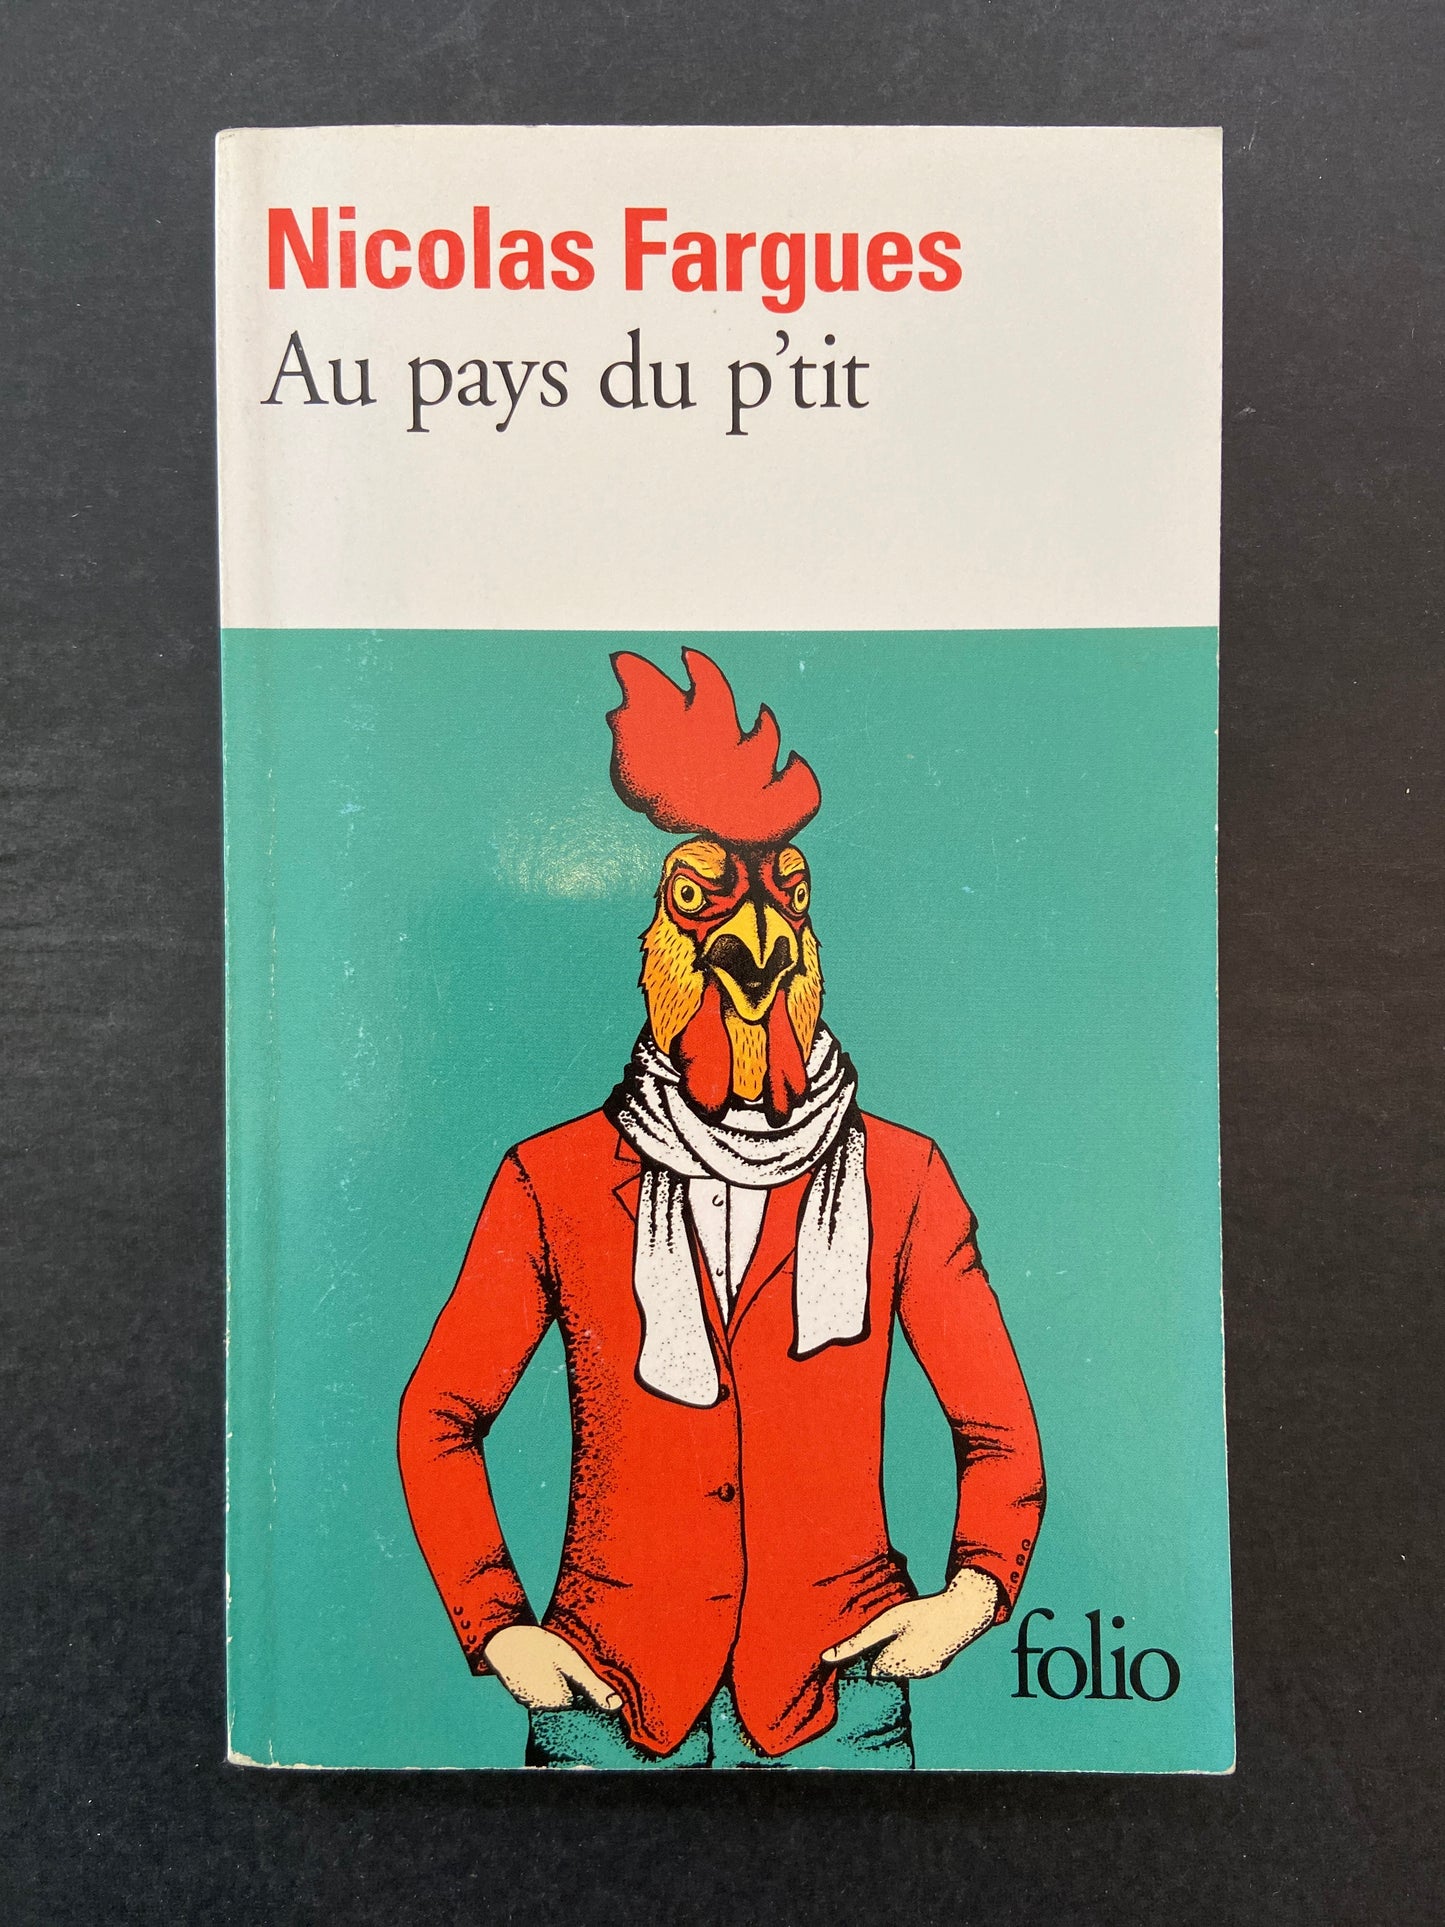 Nicolas Fargues
Au pays du p’tit
folio